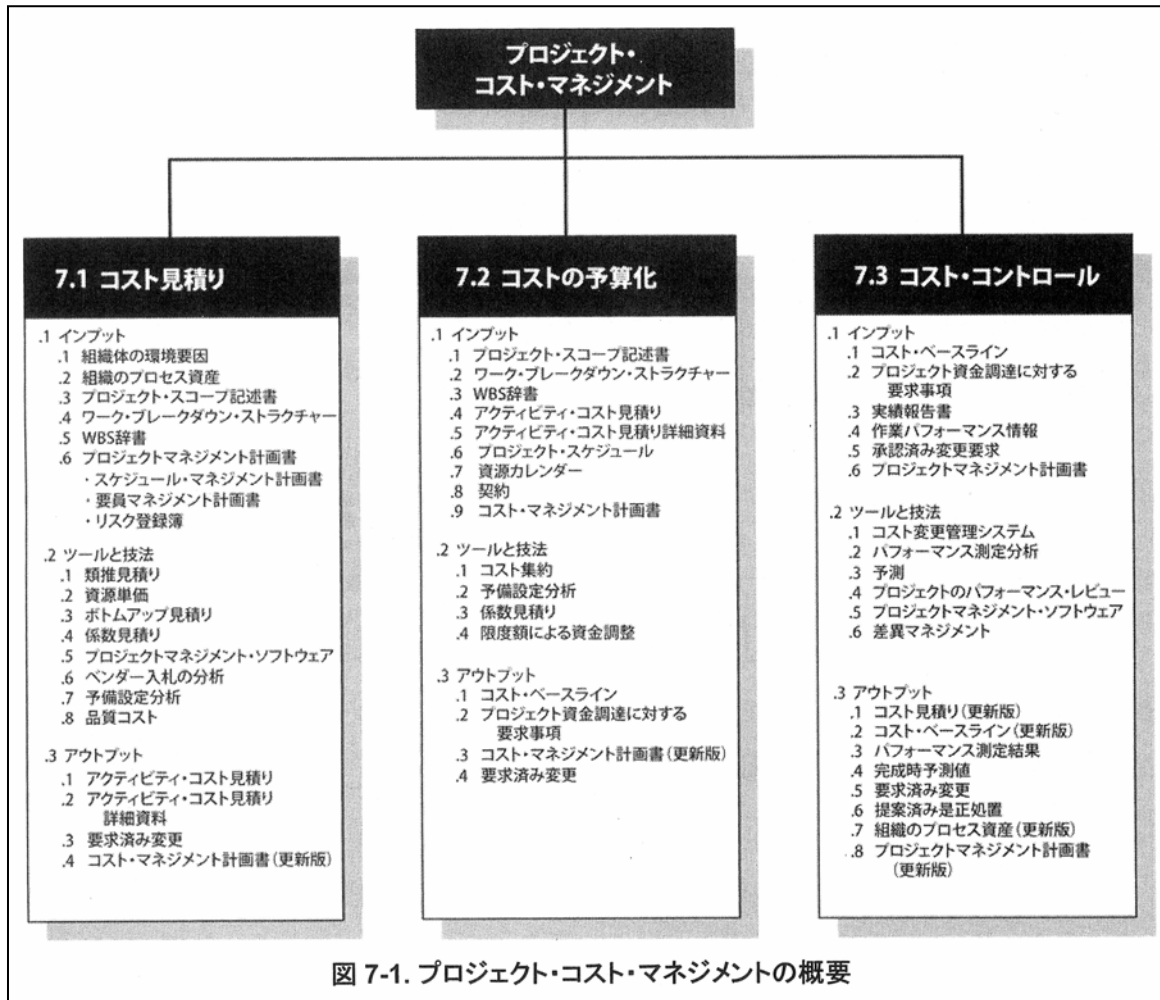 プロジェクト・
コスト・マネジメント
7.1 コスト見積り
.1 インプット
.1 組織体の環境要因
.2 組織のプロセス資産
.3 プロジェクト・スコープ記述書
.4 ワーク・ブレークダウン・ストラクチャー
.5 WBS辞書
.6 プロジェクトマネジメント計画書
・スケジュール・マネジメント計画書
・要員マネジメント計画書
・リスク登録簿
.2 ツールと技法
.1 類推見積り
.2 資源単価
.3 ボトムアップ見積り
.4 係数見積り
.5 プロジェクトマネジメント・ソフトウェア
.6 ベンダー入札の分析
.7 予備設定分析
.8 品質コスト
.3 アウトプット
.1 アクティビティ・コスト見積り
.2 アクティビティ・コスト見積り
詳細資料
.3 要求済み変更
.4 コスト・マネジメント計画書(更新版)
7.2 コストの予算化
.1 インプット
.1 プロジェクト・スコープ記述書
.2 ワーク・ブレークダウン・ストラクチャー
.3 WBS辞書
.4 アクティビティ・コスト見積り
.5 アクティビティ・コスト見積り詳細資料
.6 プロジェクト・スケジュール
.7 資源カレンダー
.8 契約
.9 コスト・マネジメント計画書
.2 ツールと技法
.1 コスト集約
.2 予備設定分析
.3 係数見積り
.4 限度額による資金調整
.3 アウトプット
.1 コスト・ベースライン
.2 プロジェクト資金調達に対する
要求事項
.3 コスト・マネジメント計画書(更新版)
.4 要求済み変更
7.3 コスト・コントロール
.1 インプット
.1 コスト・ベースライン
.2 プロジェクト資金調達に対する
要求事項
.3 実績報告書
.4 作業パフォーマンス情報
.5 承認済み変更要求
.6 プロジェクトマネジメント計画書
.2 ツールと技法
.1 コスト変更管理システム
.2 パフォーマンス測定分析
.3 予測
.4 プロジェクトのパフォーマンス・レビュー
.5 プロジェクトマネジメント・ソフトウェア
.6 差異マネジメント
.3 アウトプット
.1 コスト見積り(更新版)
.2 コスト・ベースライン(更新版)
.3 パフォーマンス測定結果
.4 完成時予測値
.5 要求済み変更
.6 提案済み是正処置
.7 組織のプロセス資産(更新版)
.8 プロジェクトマネジメント計画書
(更新版)
図 7-1. プロジェクト・コスト・マネジメントの概要